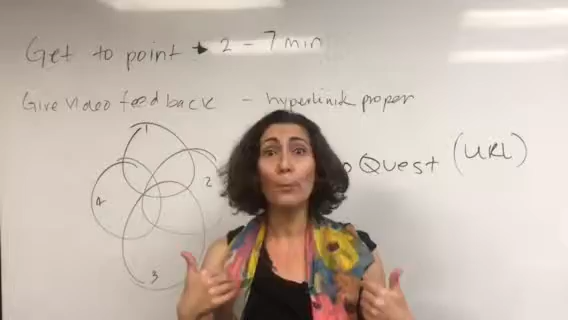 Get to point → 2 - 7 min
Give Video feedback - hyperlink proper
Quest (URL)
1
2
4
3